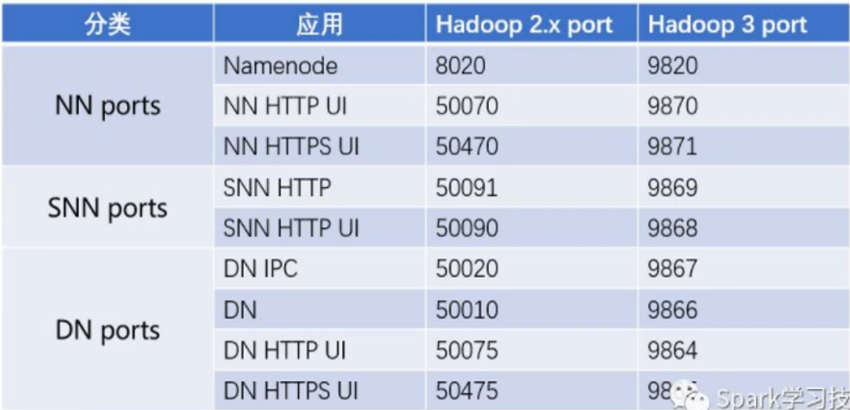 分类 应用 Hadoop 2.x port Hadoop 3 port
NN ports
Namenode 8020 9820
NN HTTP UI 50070 9870
NN HTTPS UI 50470 9871
SNN ports
SNN HTTP 50091 9869
SNN HTTP UI 50090 9868
DN ports
DN IPC 50020 9867
DN 50010 9866
DN HTTP UI 50075 9864
DN HTTPS UI 50475
Spark学习技